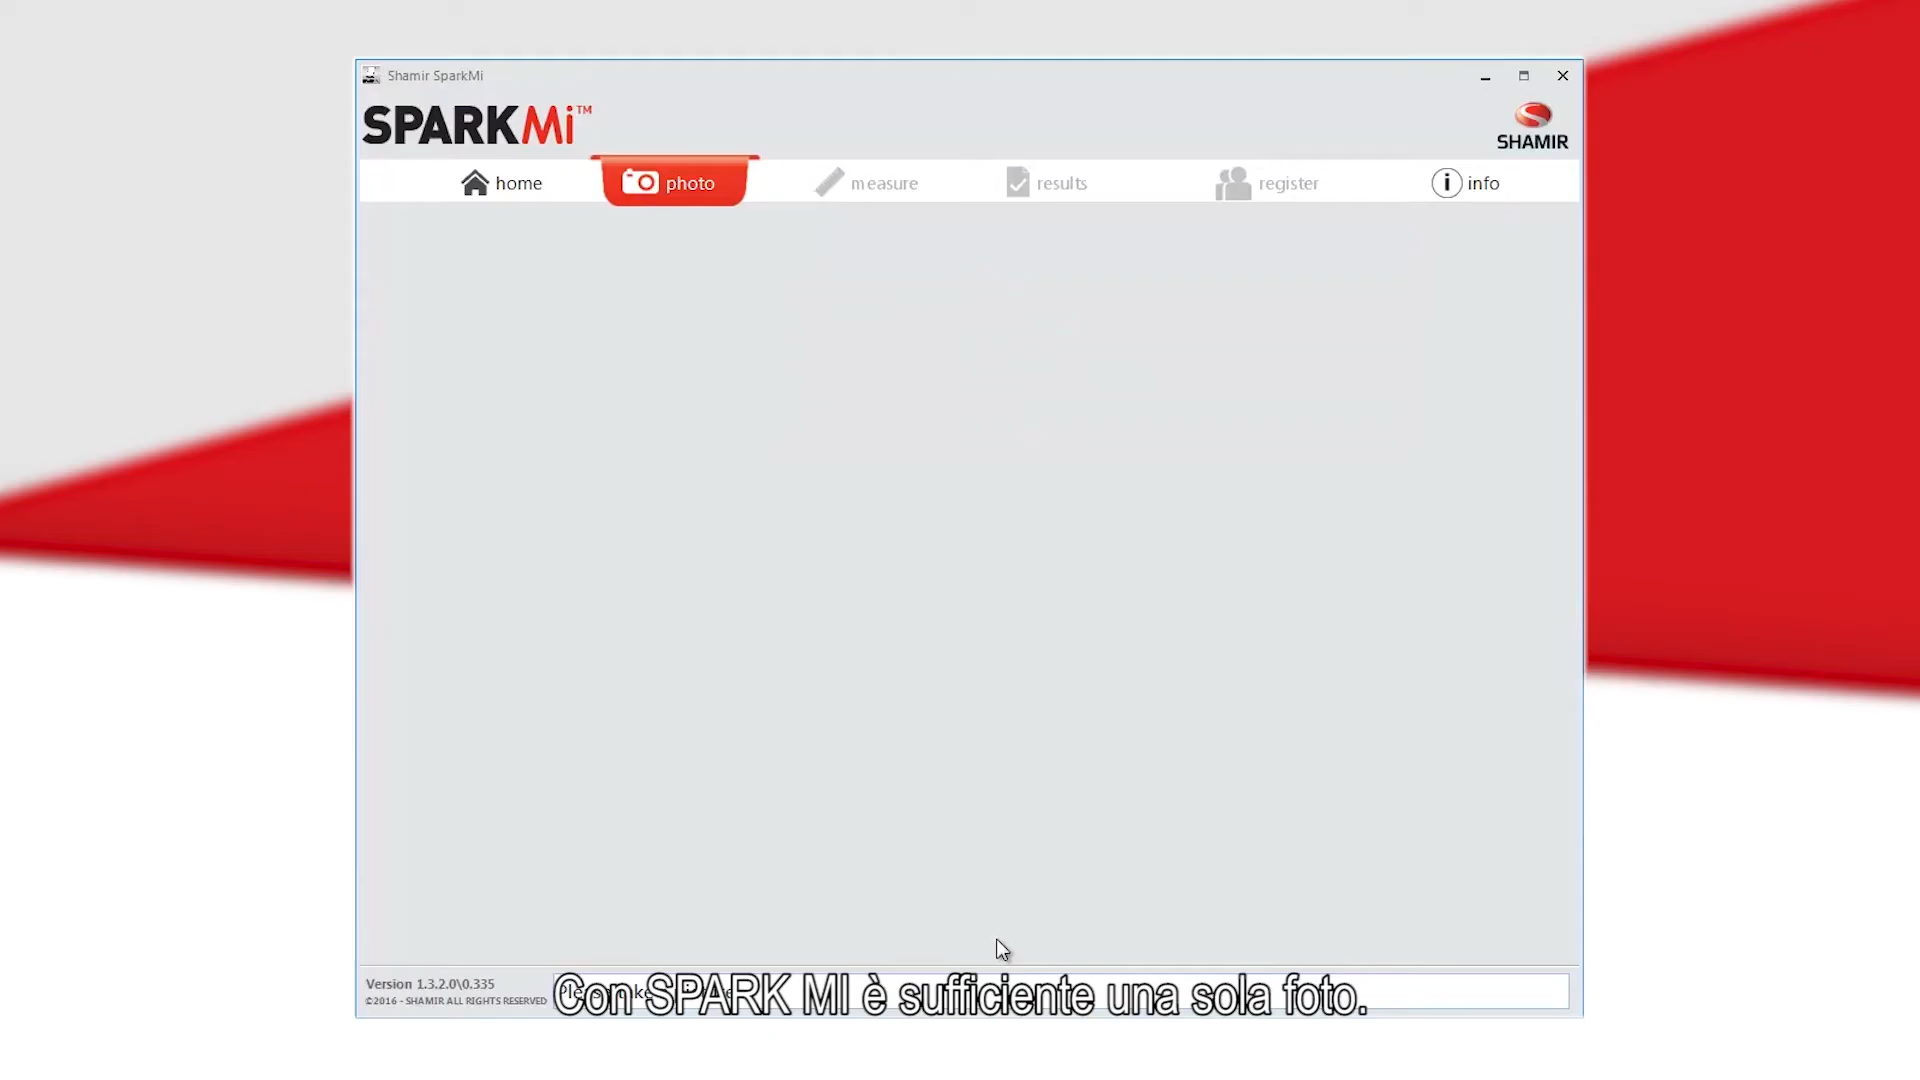 Shamir SparkMi
SPARKMi™
SHAMIR
home
photo
measure
results
register
info
Version 1.3.2.0\0.335
©2016 - SHAMIR ALL RIGHTS RESERVED
Con SPARK MI è sufficiente una sola foto.